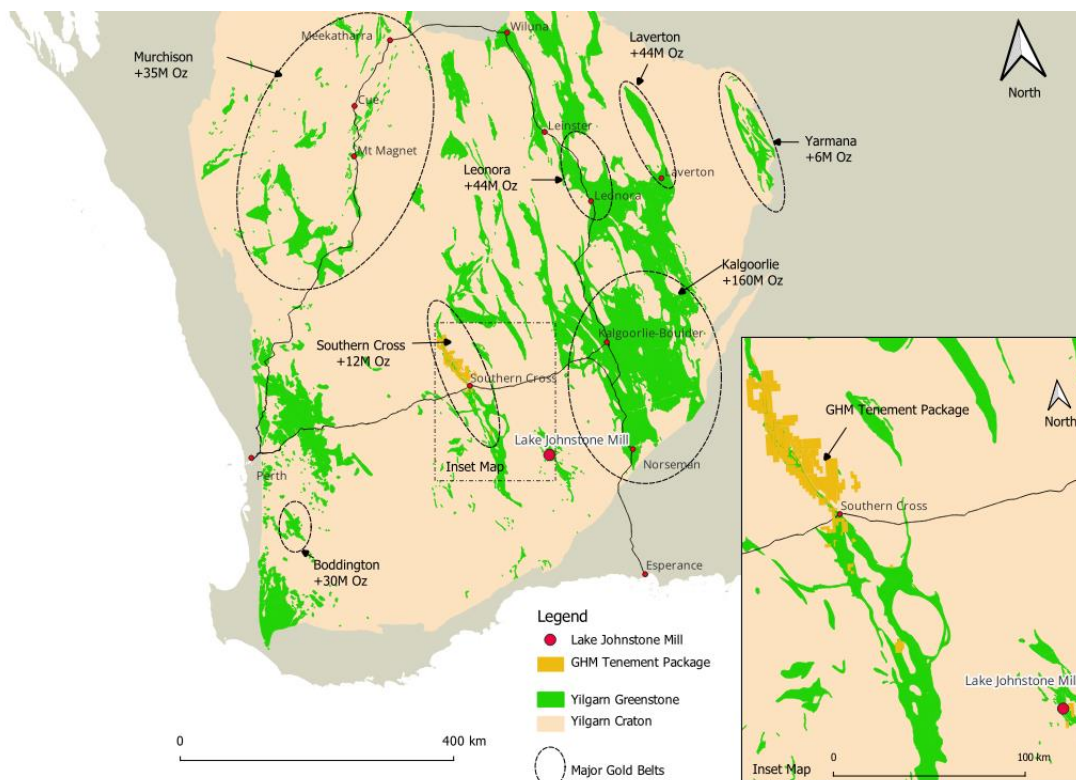 Meekatharra
Wiluna
Murchison
+35M Oz
Laverton
+44M Oz
North
Cue
Leinster
Mt Magnet
Yarmana
+6M Oz
Leonora
+44M Oz
Laverton
Leonora
Kalgoorlie
+160M Oz
Southern Cross
+12M Oz
Kalgoorlie-Boulder
Southern Cross
Lake Johnstone Mill
Inset Map
Norseman
Perth
Boddington
+30M Oz
Esperance
Legend
Lake Johnstone Mill
GHM Tenement Package
Yilgarn Greenstone
Yilgarn Craton
Major Gold Belts
0
400 km
GHM Tenement Package
North
Southern Cross
Lake Johnstone Mill
0
100 km
Inset Map